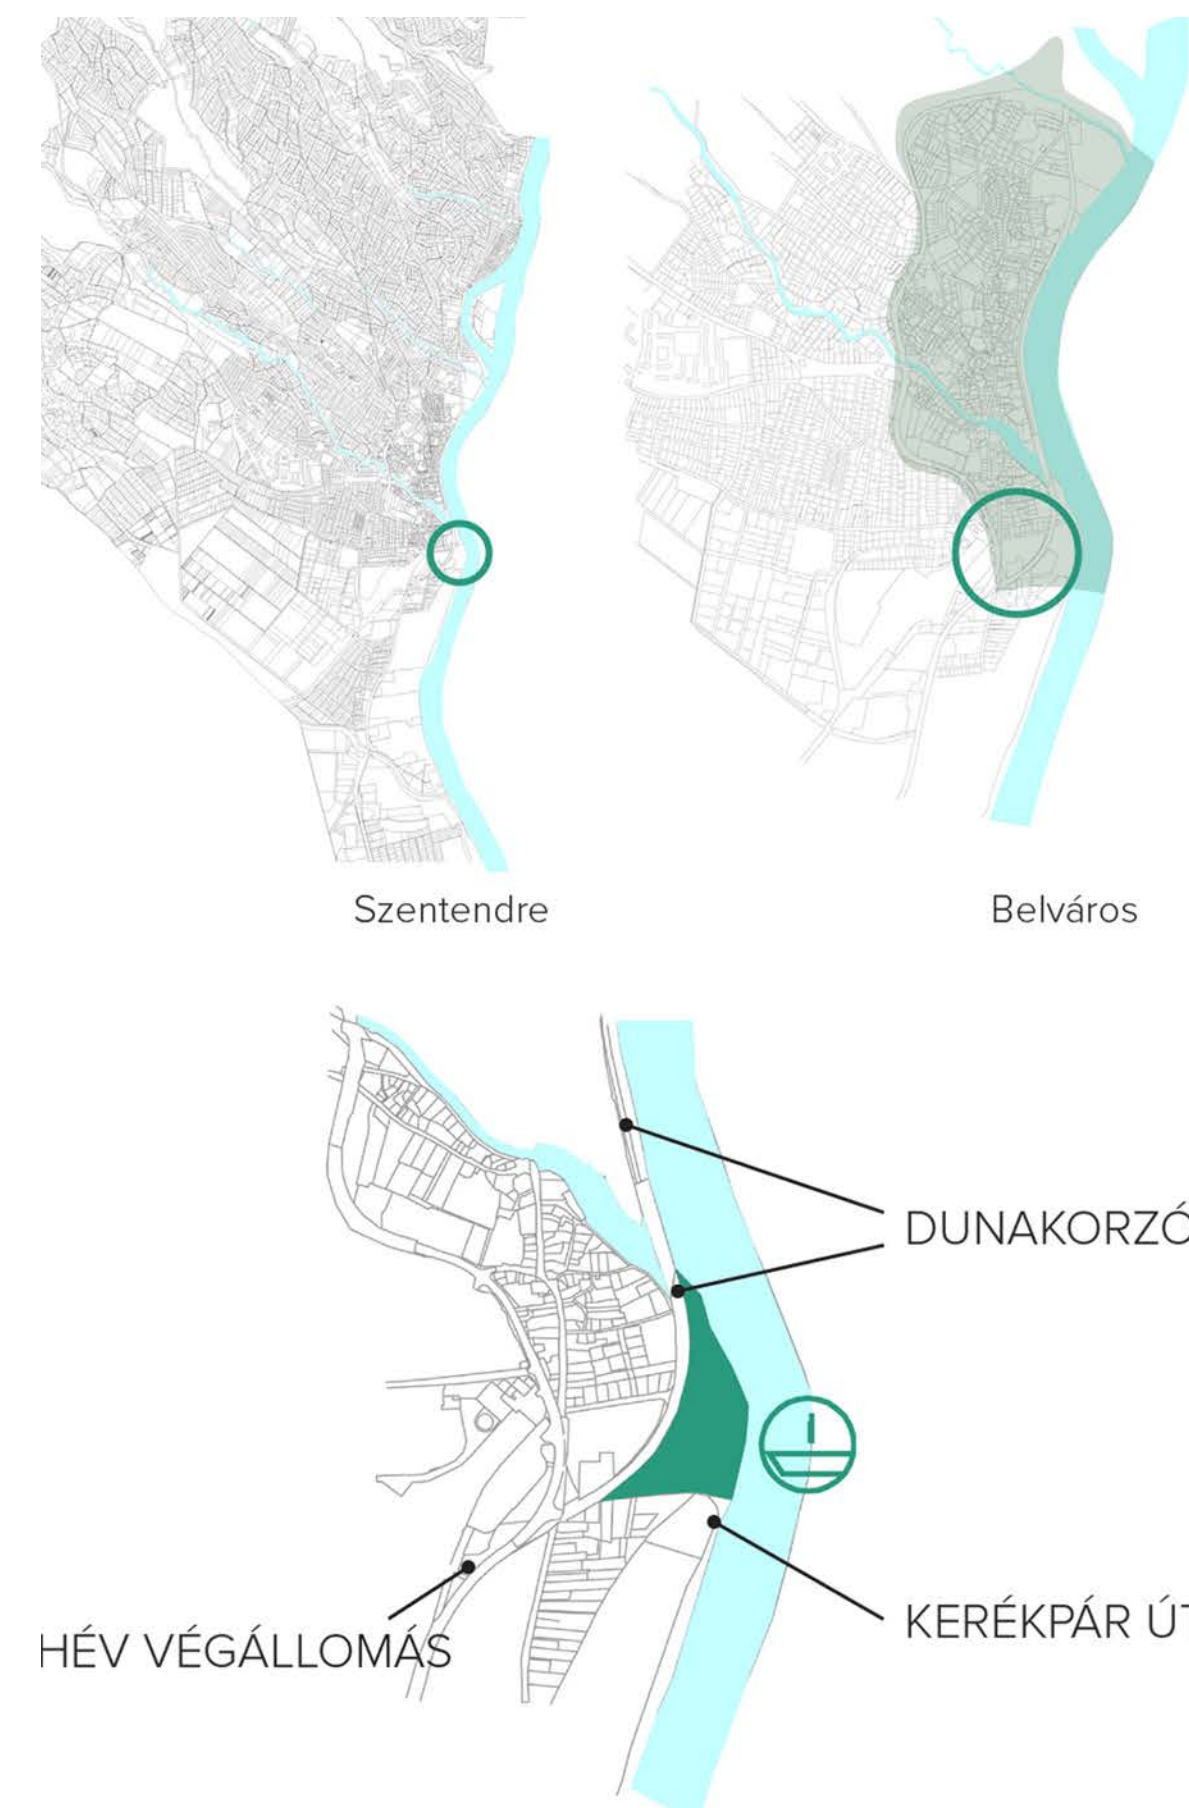 Szentendre
Belváros
DUNAKORZÓ
HÉV VÉGÁLLOMÁS
KERÉKPÁR ÚT